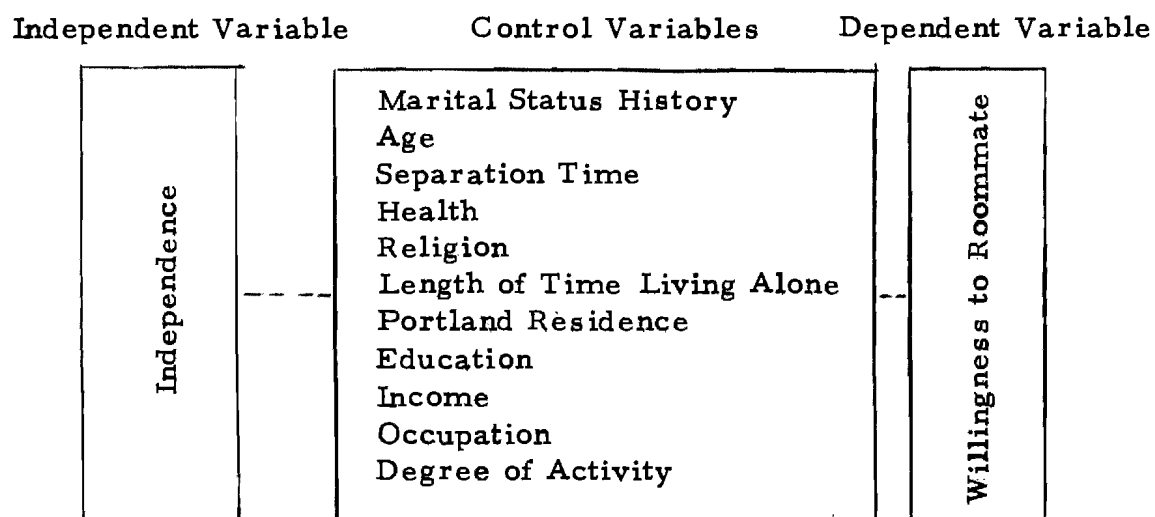 Independent Variable Control Variables Dependent Variable
Independence
Marital Status History
Age
Separation Time
Health
Religion
Length of Time Living Alone
Portland Residence
Education
Income
Occupation
Degree of Activity
Willingness to Roommate